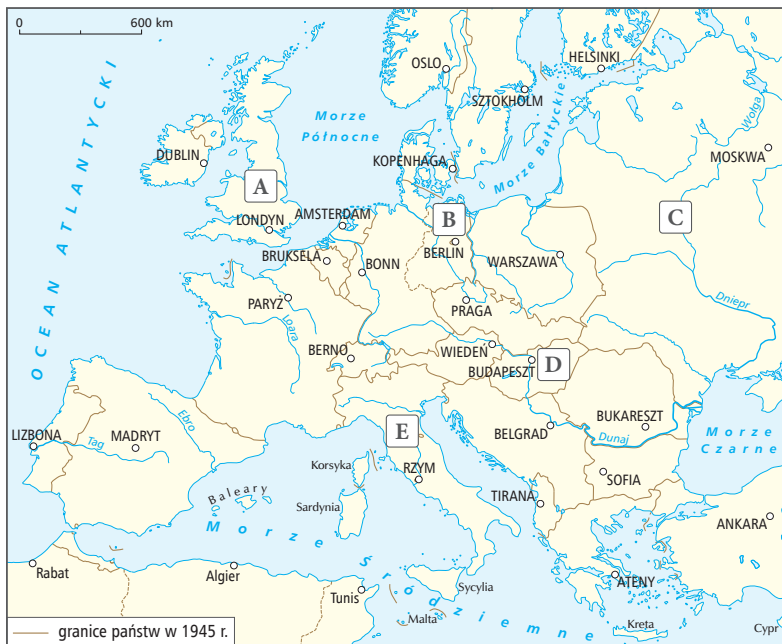 0 600 km
OCEAN ATLANTYCKI
OSLO
HELSINKI
SZTOKHOLM
Wołga
Morze
Północne
Morze Bałtyckie
MOSKWA
DUBLIN
KOPENHAGA
A
B
C
LONDYN
AMSTERDAM
BERLIN
BRUKSELA
BONN
WARSZAWA
PARYŻ
PRAGA
Dniepr
Loara
BERNO
WIEDEŃ
D
BUDAPESZT
E
LIZBONA
Tag
MADRYT
Ebro
BELGRAD
BUKARESZT
Dunaj
Morze
Czarne
Korsyka
RZYM
SOFIA
Baleary
Sardynia
TIRANA
ANKARA
Morze Śródziemne
Rabat
Algier
Tunis
Sycylia
ATENY
Malta
Kreta
Cypr
granice państw w 1945 r.